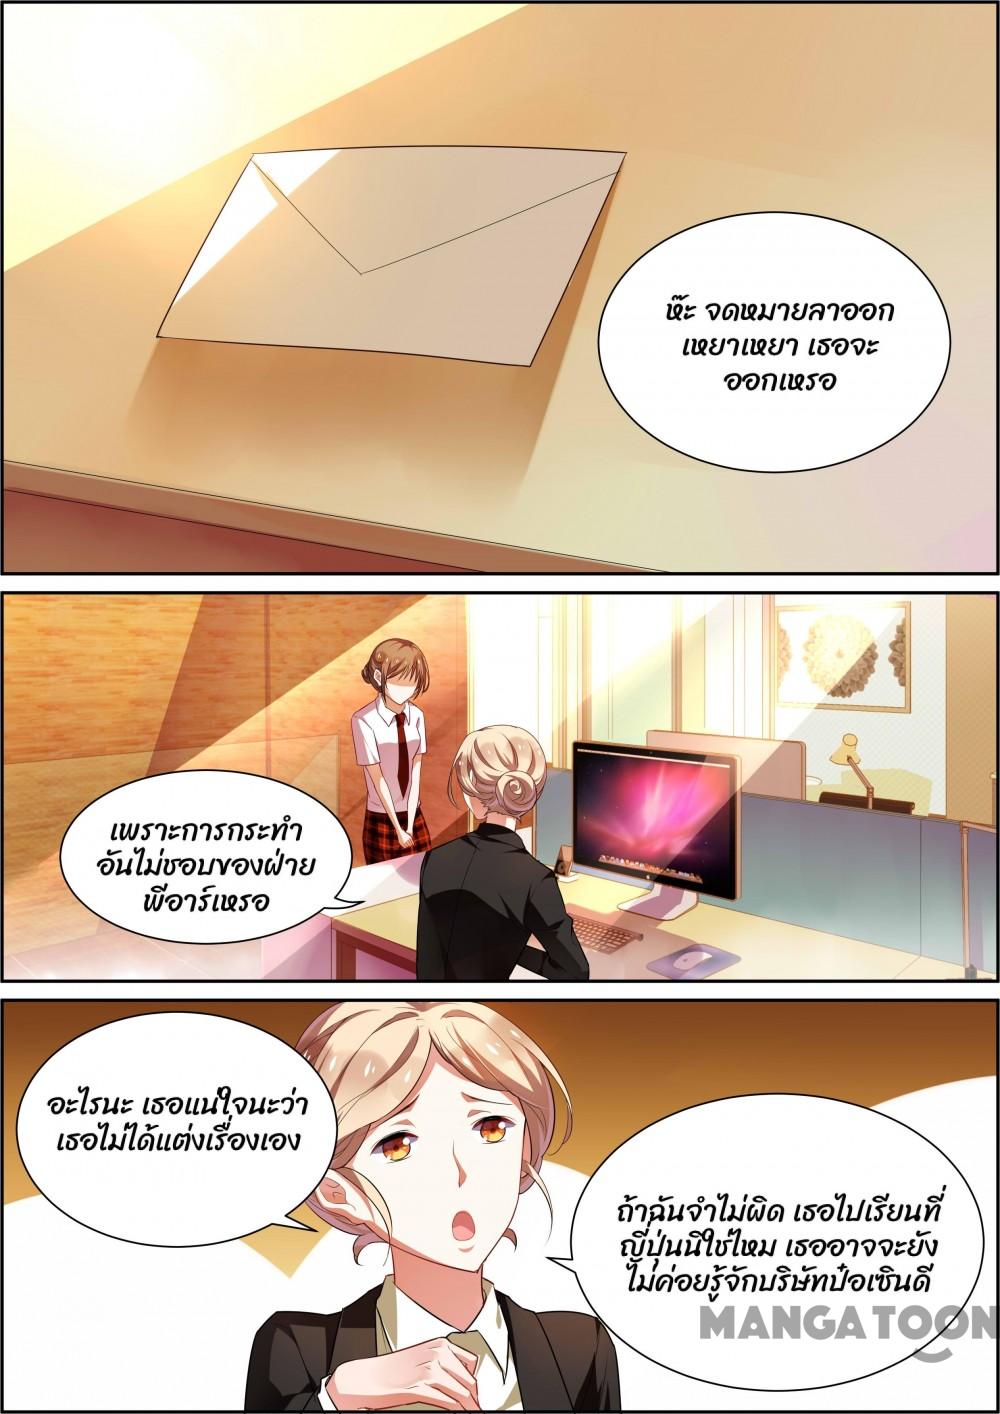 ห๊ะ จดหมายลาออก
เหยาเหยา เธอจะ
ออกเหรอ
เพราะการกระทำ
อันไม่ชอบของฝ่าย
พีอาร์เหรอ
อะไรนะ เธอแน่ใจนะว่า
เธอไม่ได้แต่งเรื่องเอง
ถ้าฉันจำไม่ผิด เธอไปเรียนที่
ญี่ปุ่นนี่ใช่ไหม เธออาจจะยัง
ไม่ค่อยรู้จักบริษัทป๋อเซินดี
MANGATOON